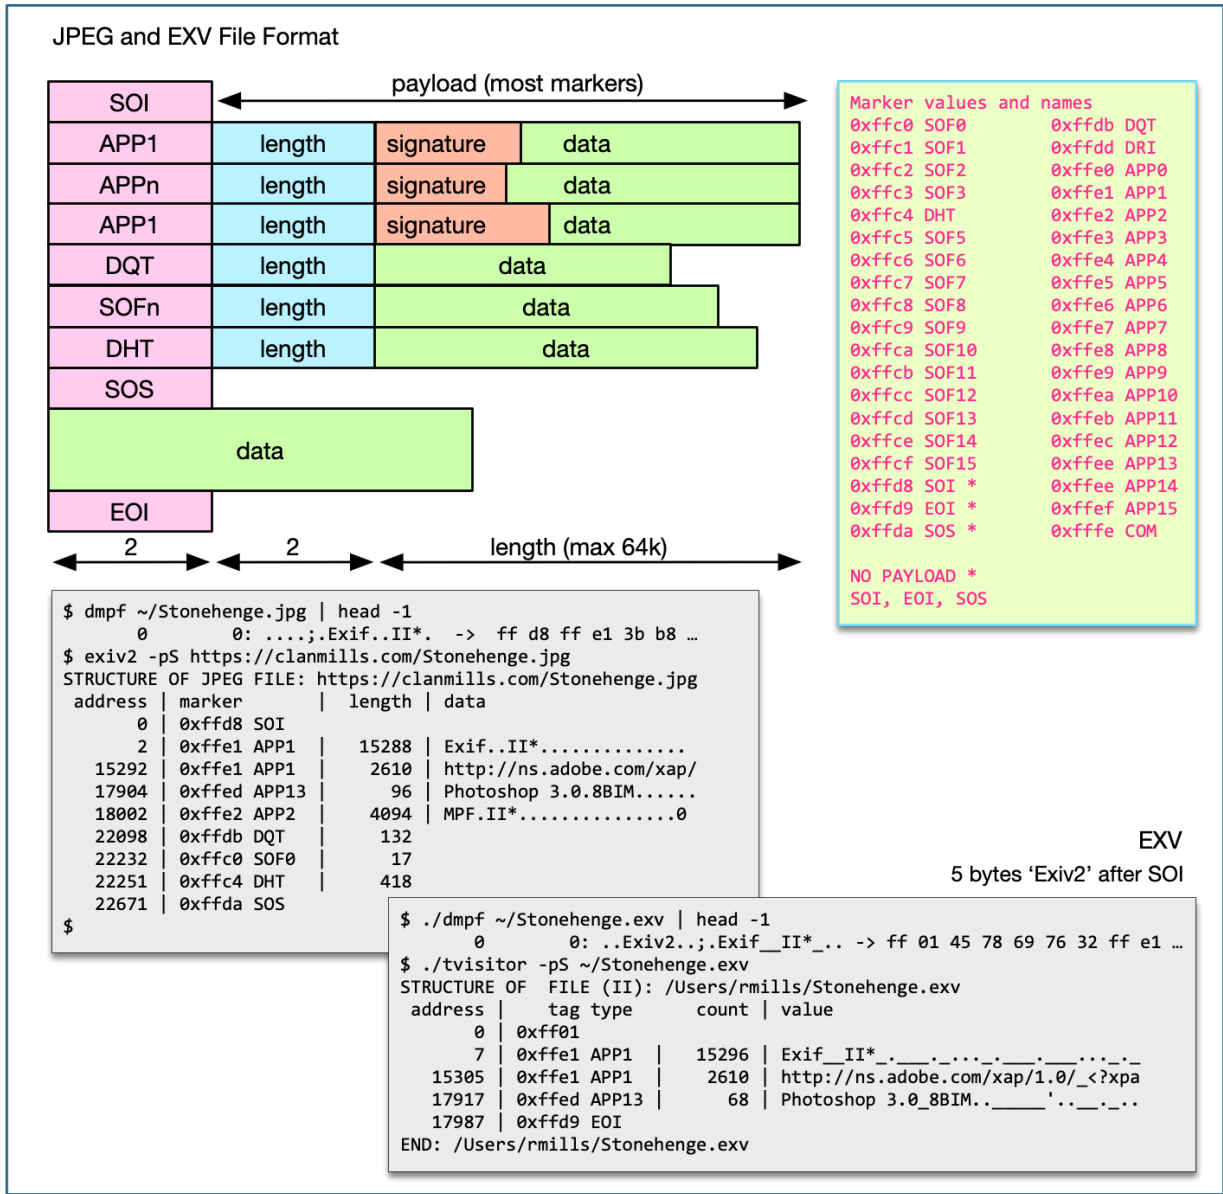 JPEG and EXV File Format
payload (most markers)
SOI
APP1 length signature data
APPn length signature data
APP1 length signature data
DQT length data
SOFn length data
DHT length data
SOS
data
EOI
2 2 length (max 64k)
Marker values and names
0xffc0 SOF0 0xffdb DQT
0xffc1 SOF1 0xffdd DRI
0xffc2 SOF2 0xffe0 APP0
0xffc3 SOF3 0xffe1 APP1
0xffc4 DHT 0xffe2 APP2
0xffc5 SOF5 0xffe3 APP3
0xffc6 SOF6 0xffe4 APP4
0xffc7 SOF7 0xffe5 APP5
0xffc8 SOF8 0xffe6 APP6
0xffc9 SOF9 0xffe7 APP7
0xffca SOF10 0xffe8 APP8
0xffcb SOF11 0xffe9 APP9
0xffcc SOF12 0xffea APP10
0xffcd SOF13 0xffeb APP11
0xffce SOF14 0xffec APP12
0xffcf SOF15 0xffee APP13
0xffd8 SOI * 0xffee APP14
0xffd9 EOI * 0xffef APP15
0xffda SOS * 0xfffe COM
NO PAYLOAD *
SOI, EOI, SOS
$ dmpf ~/Stonehenge.jpg | head -1
0 0: ....;.Exif..II*. -> ff d8 ff e1 3b b8 …
$ exiv2 -pS https://clanmills.com/Stonehenge.jpg
STRUCTURE OF JPEG FILE: https://clanmills.com/Stonehenge.jpg
address | marker | length | data
0 | 0xffd8 SOI
2 | 0xffe1 APP1 | 15288 | Exif..II*..............
15292 | 0xffe1 APP1 | 2610 | http://ns.adobe.com/xap/
17904 | 0xffed APP13 | 96 | Photoshop 3.0.8BIM......
18002 | 0xffe2 APP2 | 4094 | MPF.II*...............0
22098 | 0xffdb DQT | 132
22232 | 0xffc0 SOF0 | 17
22251 | 0xffc4 DHT | 418
22671 | 0xffda SOS
$
EXV
5 bytes ‘Exiv2’ after SOI
$ ./dmpf ~/Stonehenge.exv | head -1
0 0: ..Exiv2..;.Exif__II*_.. -> ff 01 45 78 69 76 32 ff e1 …
$ ./tvisitor -pS ~/Stonehenge.exv
STRUCTURE OF FILE (II): /Users/rmills/Stonehenge.exv
address | tag type count | value
0 | 0xff01
7 | 0xffe1 APP1 | 15296 | Exif__II*_.___._..._.___.___..._._
15305 | 0xffe1 APP1 | 2610 | http://ns.adobe.com/xap/1.0/_<?xpa
17917 | 0xffed APP13 | 68 | Photoshop 3.0_8BIM.._____'..__._..
17987 | 0xffd9 EOI
END: /Users/rmills/Stonehenge.exv